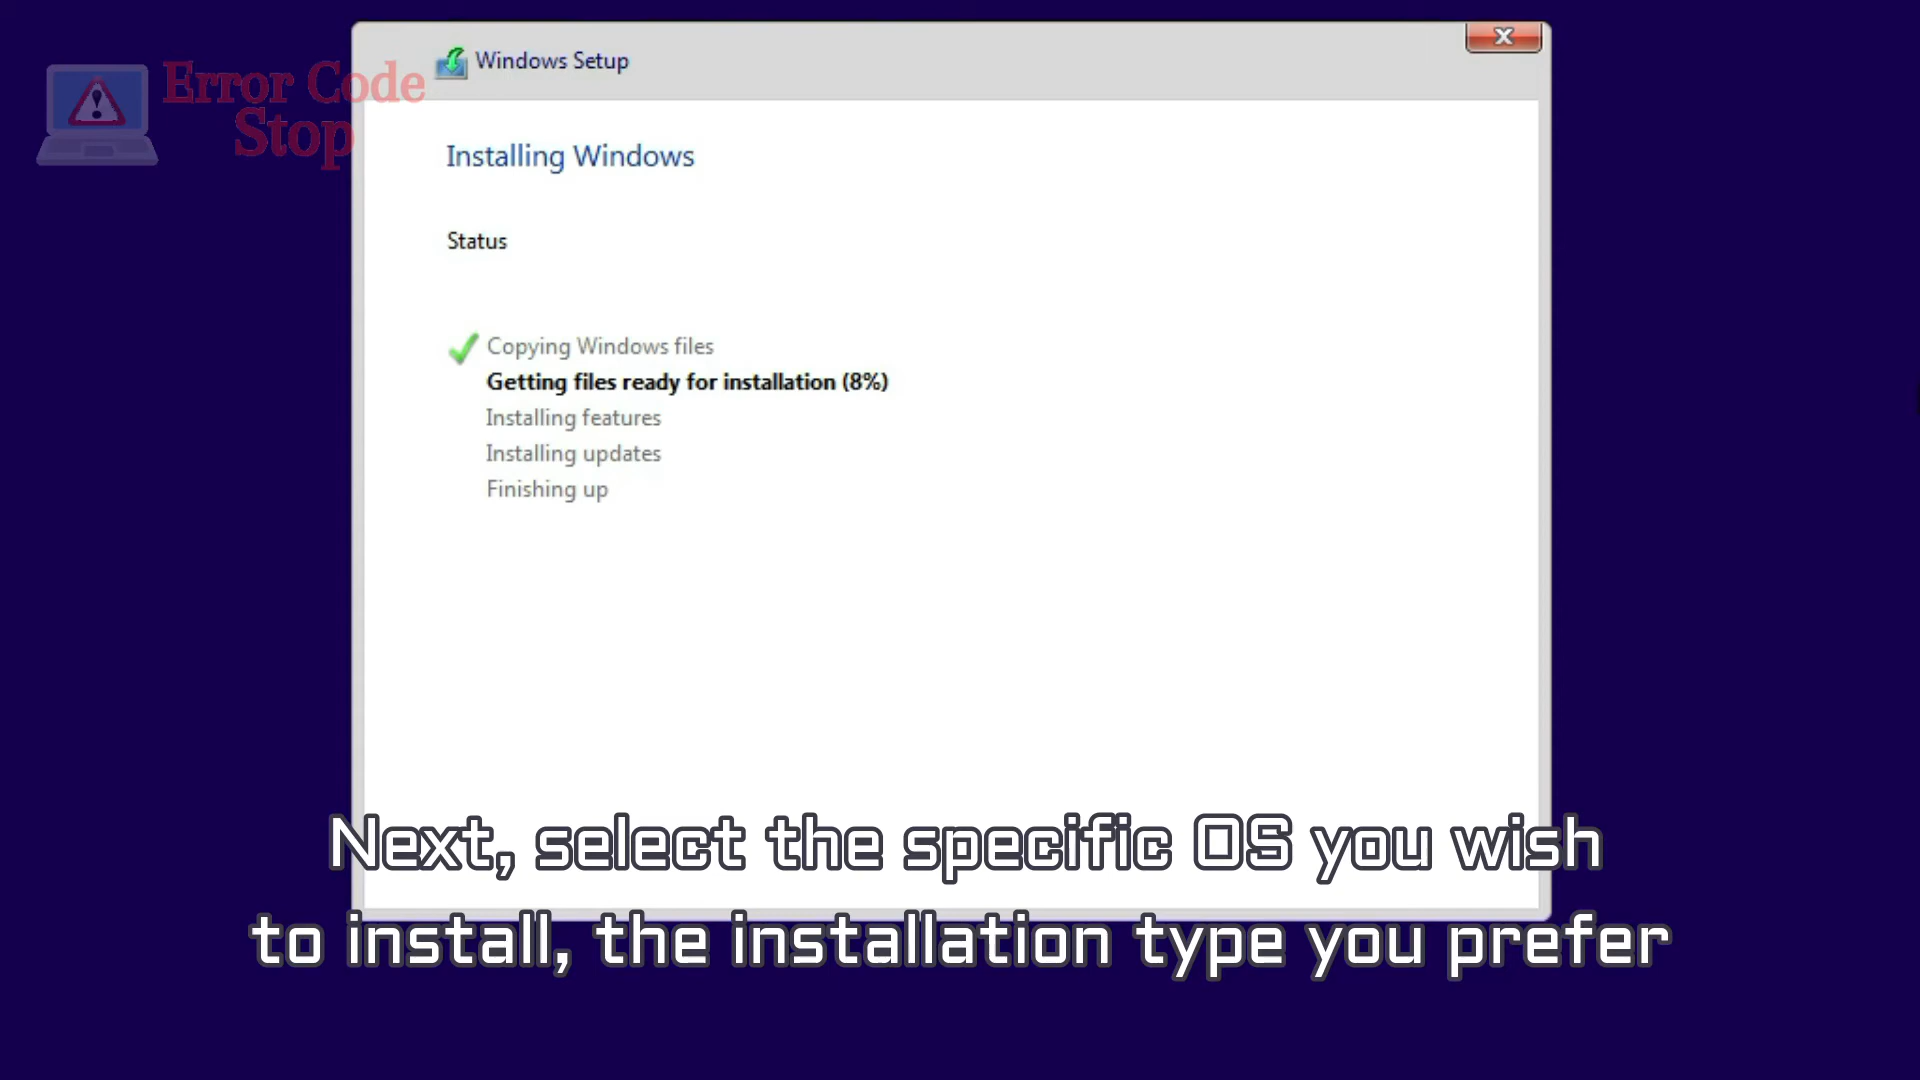 Error Code
Stop
Windows Setup
Installing Windows
Status
Copying Windows files
Getting files ready for installation (8%)
Installing features
Installing updates
Finishing up
Next, select the specific OS you wish
to install, the installation type you prefer